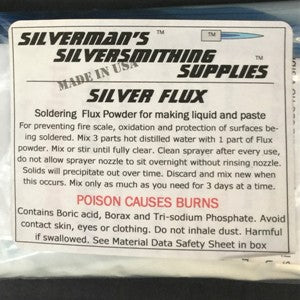 SILVERMAN'S™
SILVERSMITHING™
SUPPLIES™
MADE IN USA
SILVER FLUX
Soldering Flux Powder for making liquid and paste
For preventing fire scale, oxidation and protection of surfaces be-
ing soldered. Mix 3 parts hot distilled water with 1 part of Flux
powder. Mix or stir until fully clear. Clean sprayer after every use,
do not allow sprayer nozzle to sit overnight without rinsing nozzle.
Solids will precipitate out over time. Discard and mix new when
this occurs. Mix only as much as you need for 3 days at a time.
POISON CAUSES BURNS
Contains Boric acid, Borax and Tri-sodium Phosphate. Avoid
contact skin, eyes or clothing. Do not inhale dust. Harmful
if swallowed. See Material Data Safety Sheet in box